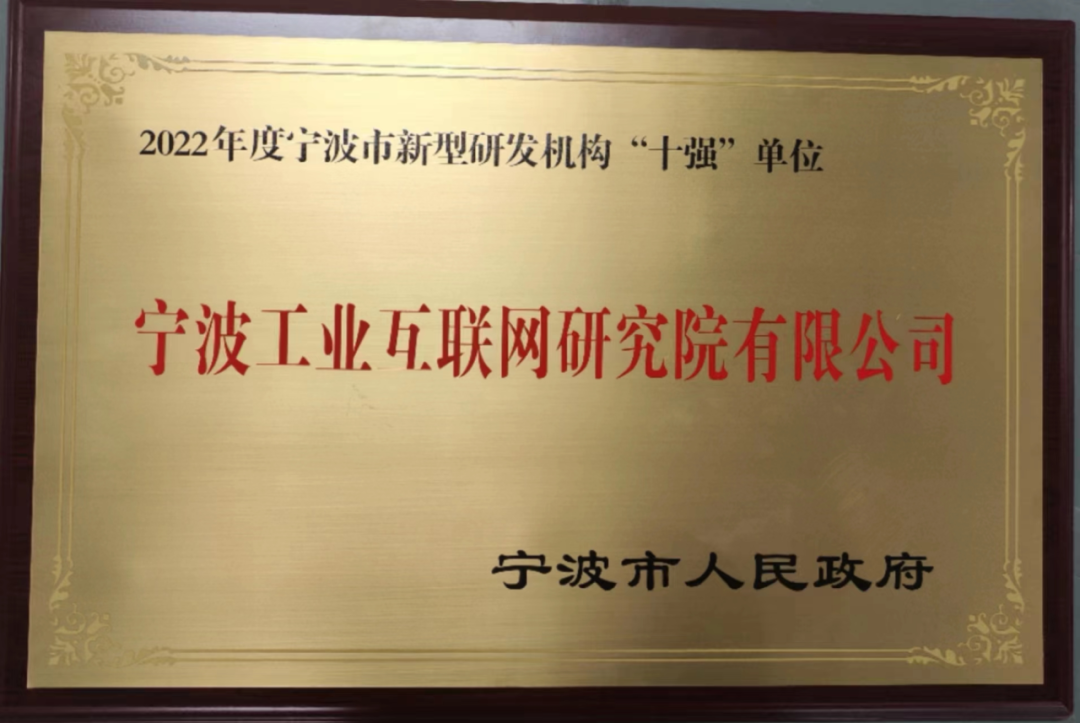 2022年度宁波市新型研发机构“十强”单位
宁波工业互联网研究院有限公司
宁波市人民政府